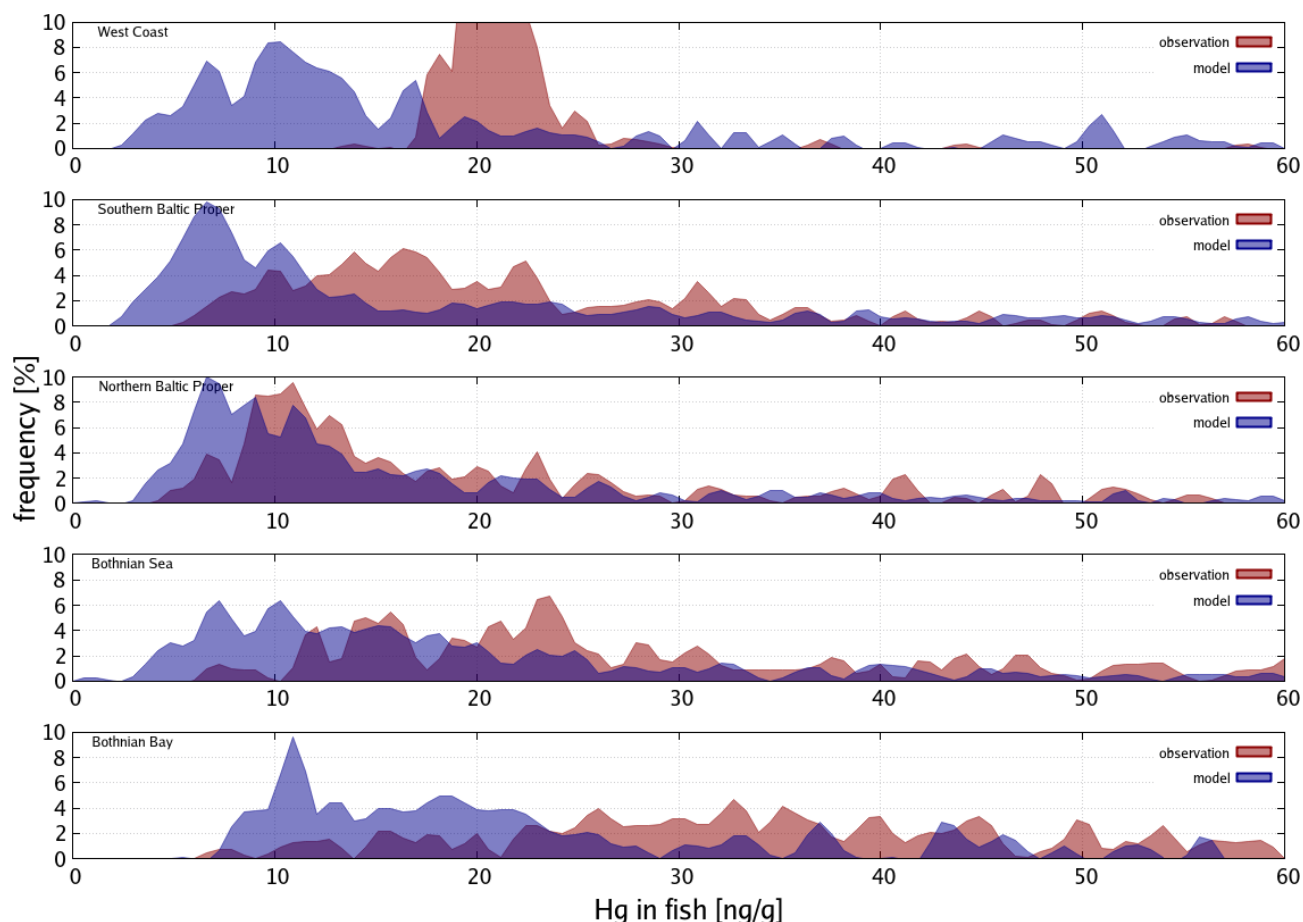 West Coast
observation
model
10
8
6
4
2
0
0 10 20 30 40 50 60
Southern Baltic Proper
observation
model
10
8
6
4
2
0
0 10 20 30 40 50 60
Northern Baltic Proper
observation
model
10
8
6
4
2
0
0 10 20 30 40 50 60
frequency [%]
Bothnian Sea
observation
model
10
8
6
4
2
0
0 10 20 30 40 50 60
Bothnian Bay
observation
model
10
8
6
4
2
0
0 10 20 30 40 50 60
Hg in fish [ng/g]